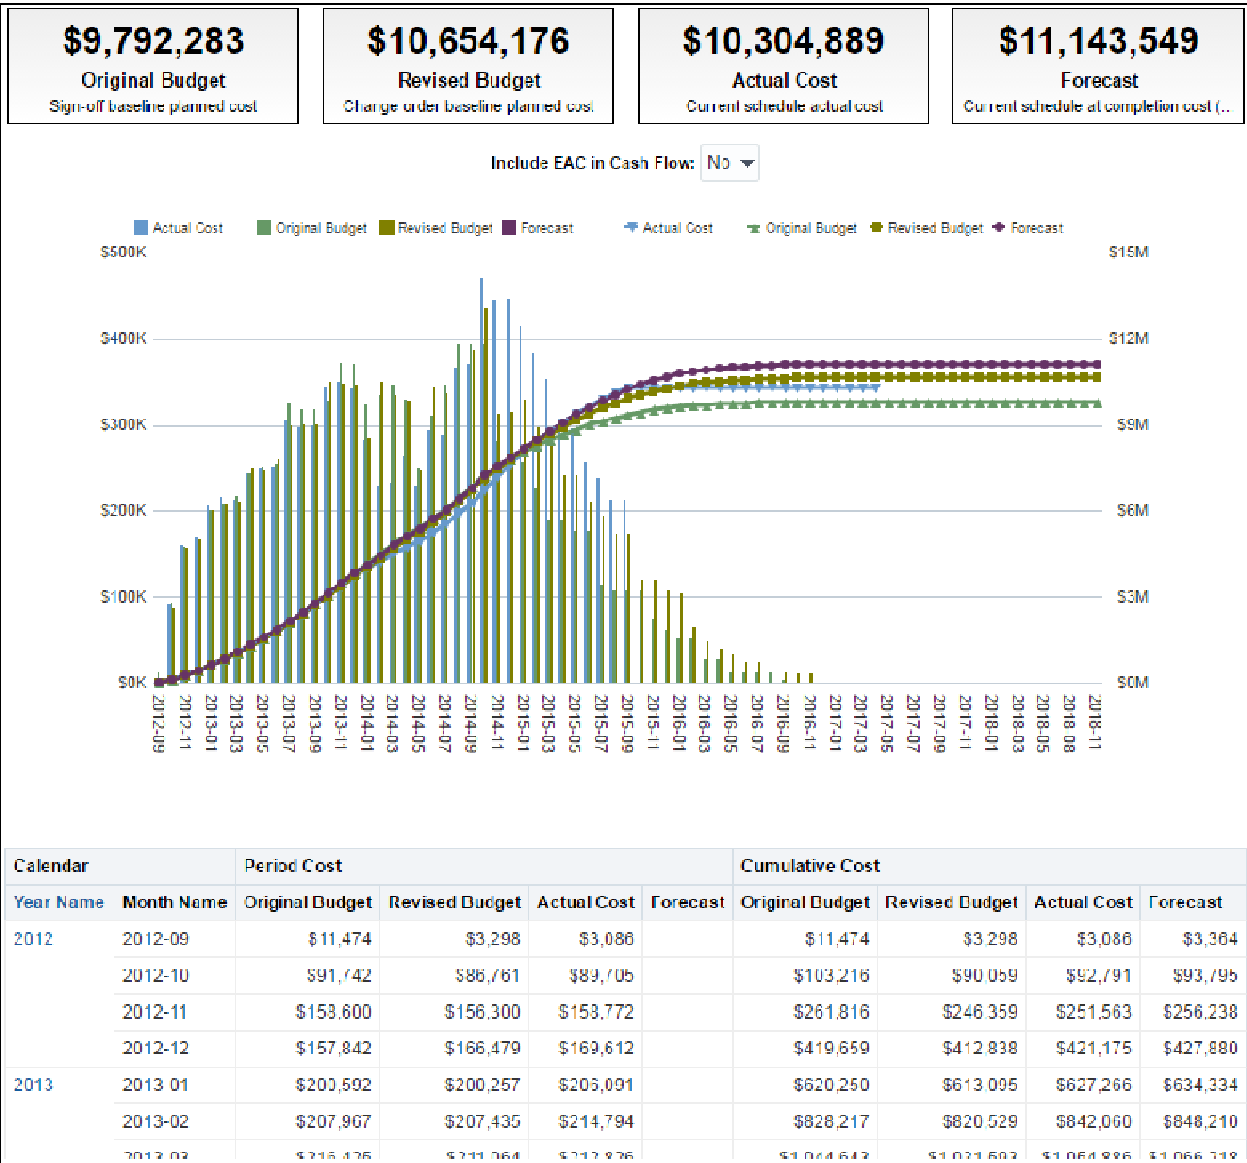 $9,792,283
Original Budget
Sign-off baseline planned cost
$10,654,176
Revised Budget
Change order baseline planned cost
$10,304,889
Actual Cost
Current schedule actual cost
$11,143,549
Forecast
Current schedule at completion cost (...
Include EAC in Cash Flow: No
Actual Cost Original Budget Revised Budget Forecast Actual Cost Original Budget Revised Budget Forecast
$500K $15M
$400K $12M
$300K $9M
$200K $6M
$100K $3M
$0K $0M
2012-09 2012-11 2013-01 2013-03 2013-05 2013-07 2013-09 2013-11 2014-01 2014-03 2014-05 2014-07 2014-09 2014-11 2015-01 2015-03 2015-05 2015-07 2015-09 2015-11 2016-01 2016-03 2016-05 2016-07 2016-09 2016-11 2017-01 2017-03 2017-05 2017-07 2017-09 2017-11 2018-01 2018-03 2018-05 2018-08 2018-11
Calendar Period Cost Cumulative Cost
Year Name Month Name Original Budget Revised Budget Actual Cost Forecast Original Budget Revised Budget Actual Cost Forecast
2012 2012-09 $11,474 $3,298 $3,086 $11,474 $3,298 $3,086 $3,364
2012-10 $91,742 $86,761 $89,705 $103,216 $90,059 $92,791 $93,795
2012-11 $158,600 $156,300 $158,772 $261,816 $246,359 $251,563 $256,238
2012-12 $157,842 $166,479 $169,612 $419,659 $412,838 $421,175 $427,880
2013 2013-01 $200,592 $200,257 $206,091 $620,250 $613,095 $627,266 $634,334
2013-02 $207,967 $207,435 $214,794 $828,217 $820,529 $842,060 $848,210